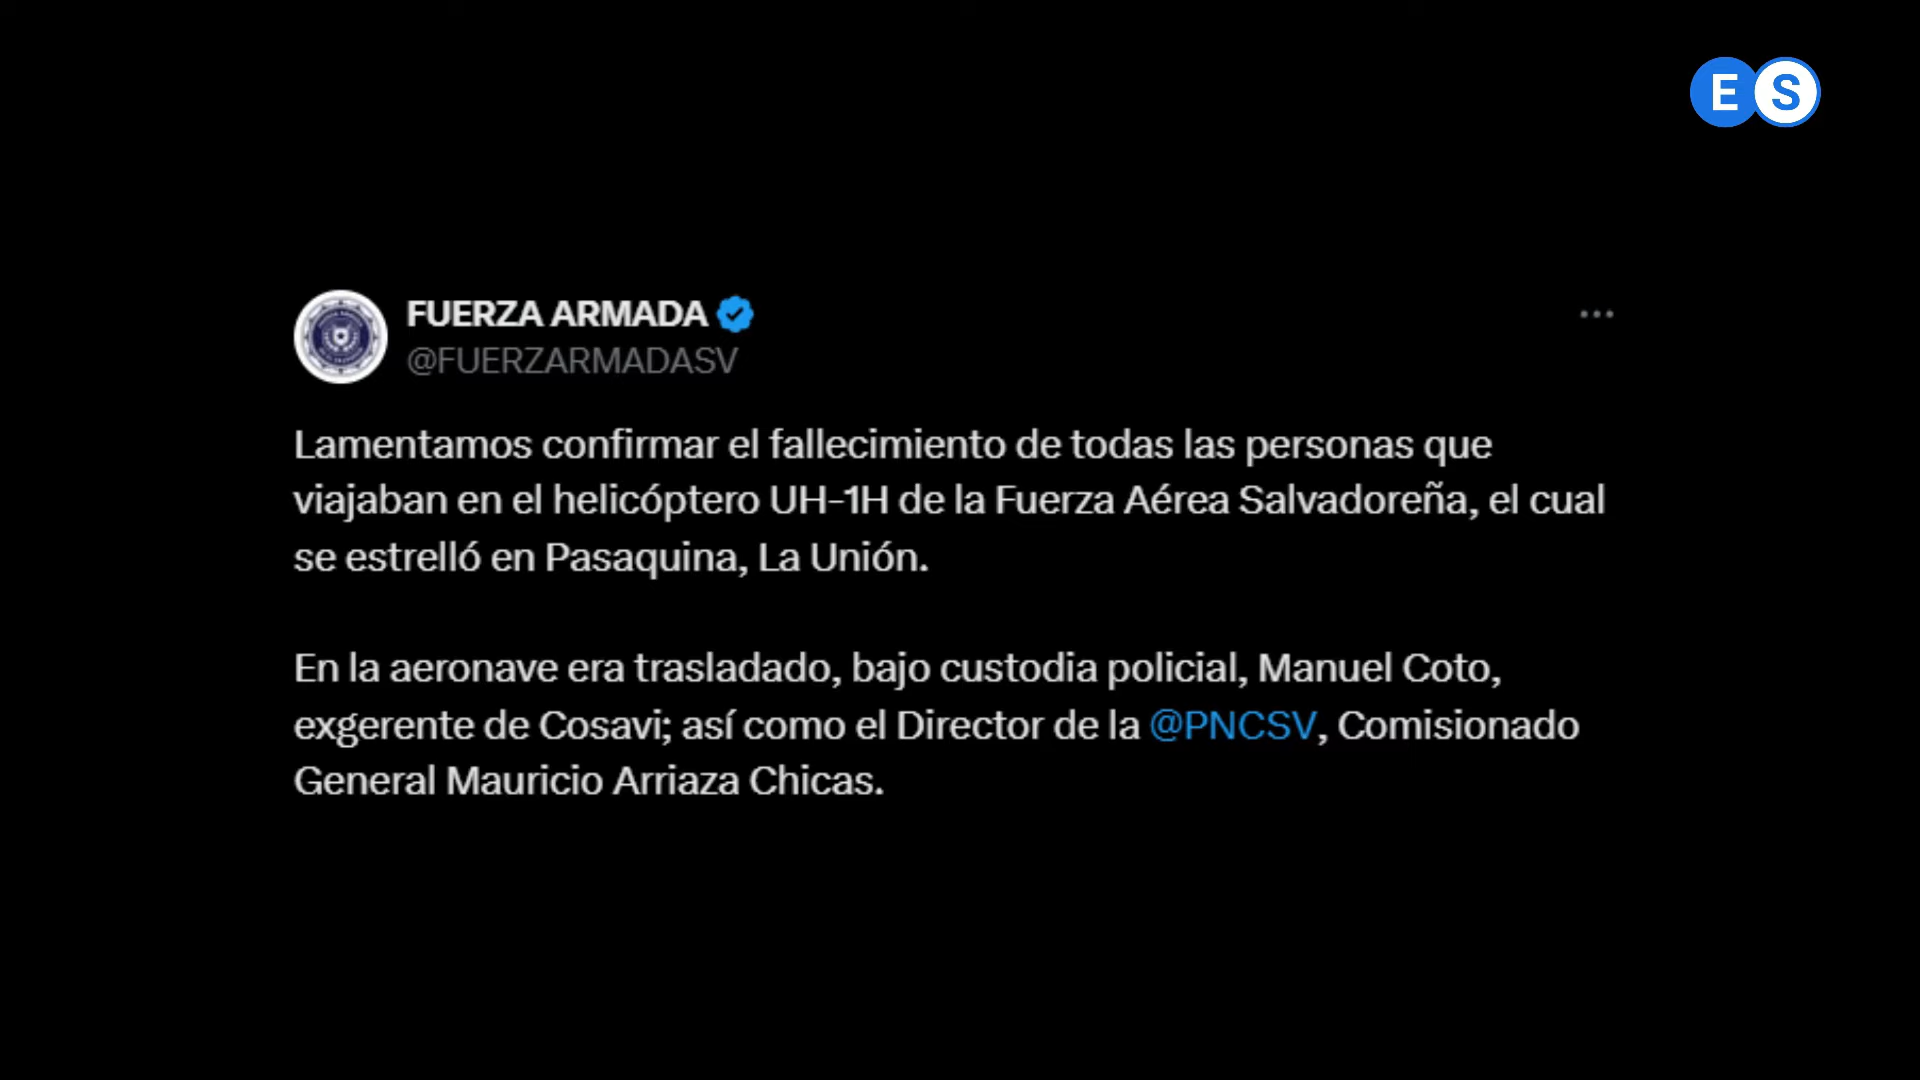 ES
FUERZA ARMADA
@FUERZARMADASV
Lamentamos confirmar el fallecimiento de todas las personas que
viajaban en el helicóptero UH-1H de la Fuerza Aérea Salvadoreña, el cual
se estrelló en Pasaquina, La Unión.
En la aeronave era trasladado, bajo custodia policial, Manuel Coto,
exgerente de Cosavi; así como el Director de la @PNCSV, Comisionado
General Mauricio Arriaza Chicas.